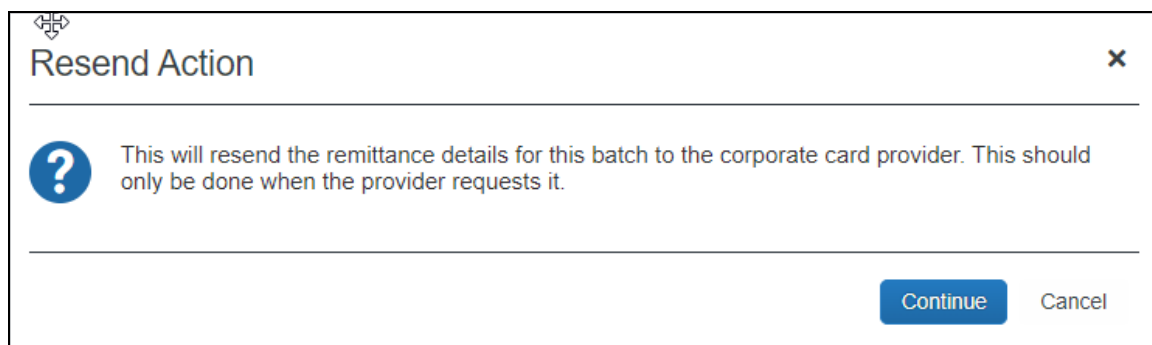 Resend Action
This will resend the remittance details for this batch to the corporate card provider. This should
only be done when the provider requests it.
Continue Cancel